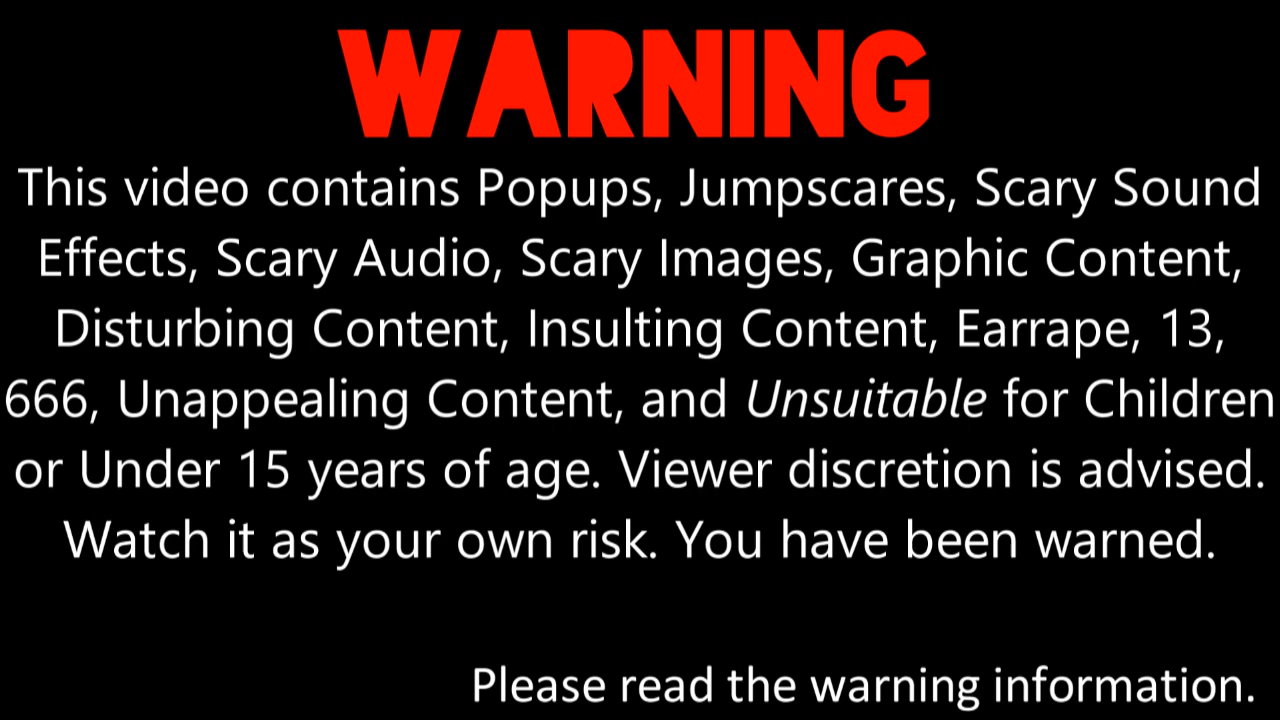 WARNING
This video contains Popups, Jumpscares, Scary Sound
Effects, Scary Audio, Scary Images, Graphic Content,
Disturbing Content, Insulting Content, Earrape, 13,
666, Unappealing Content, and Unsuitable for Children
or Under 15 years of age. Viewer discretion is advised.
Watch it as your own risk. You have been warned.
Please read the warning information.